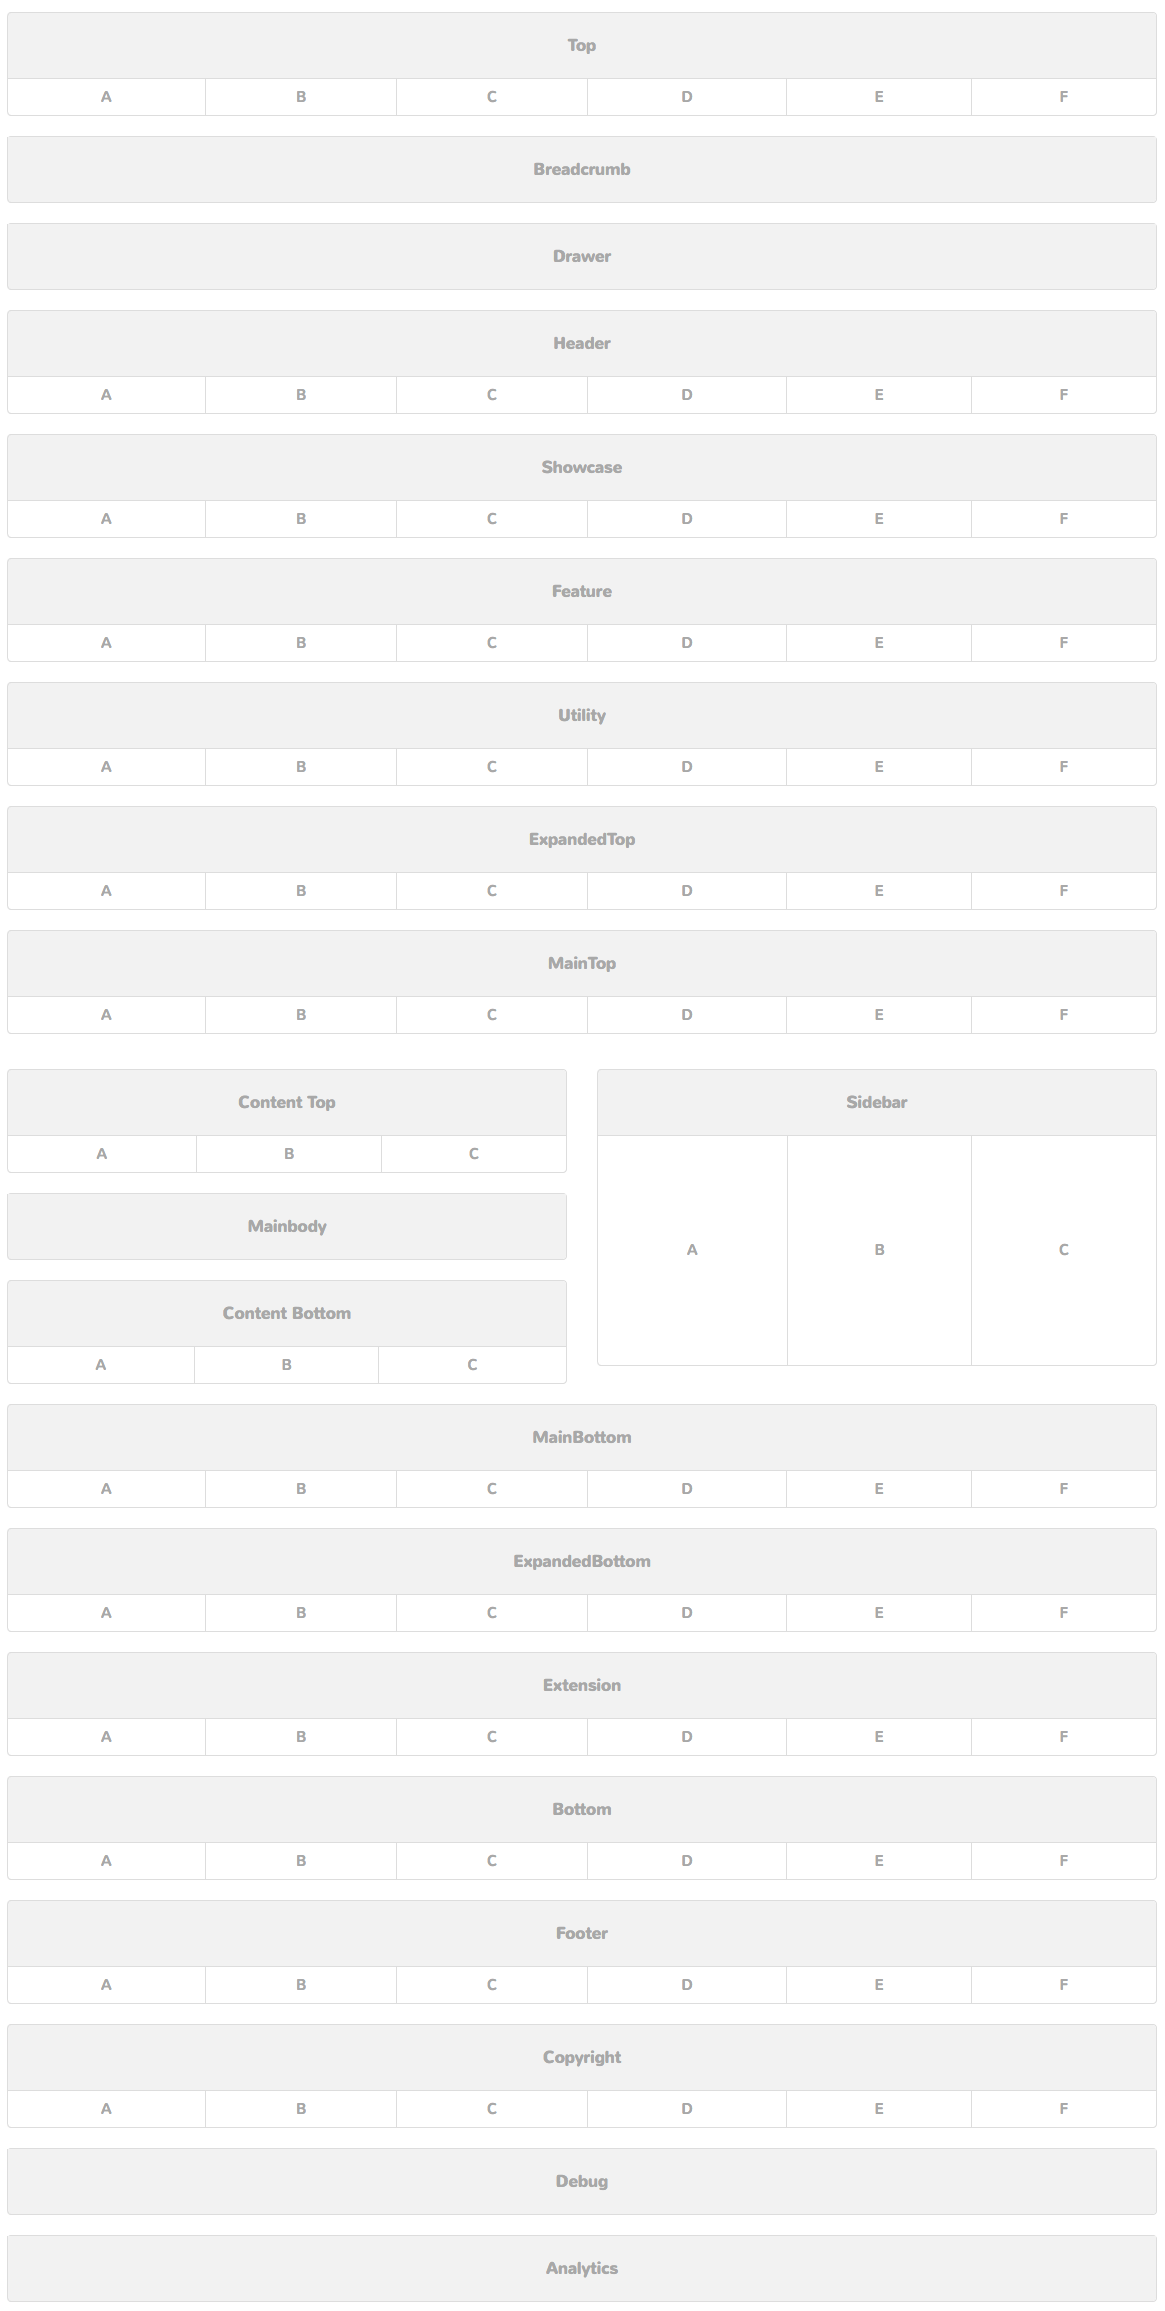 Top
A B C D E F
Breadcrumb
Drawer
Header
A B C D E F
Showcase
A B C D E F
Feature
A B C D E F
Utility
A B C D E F
ExpandedTop
A B C D E F
MainTop
A B C D E F
Content Top
A B C
Mainbody
Content Bottom
A B C
Sidebar
A B C
MainBottom
A B C D E F
ExpandedBottom
A B C D E F
Extension
A B C D E F
Bottom
A B C D E F
Footer
A B C D E F
Copyright
A B C D E F
Debug
Analytics